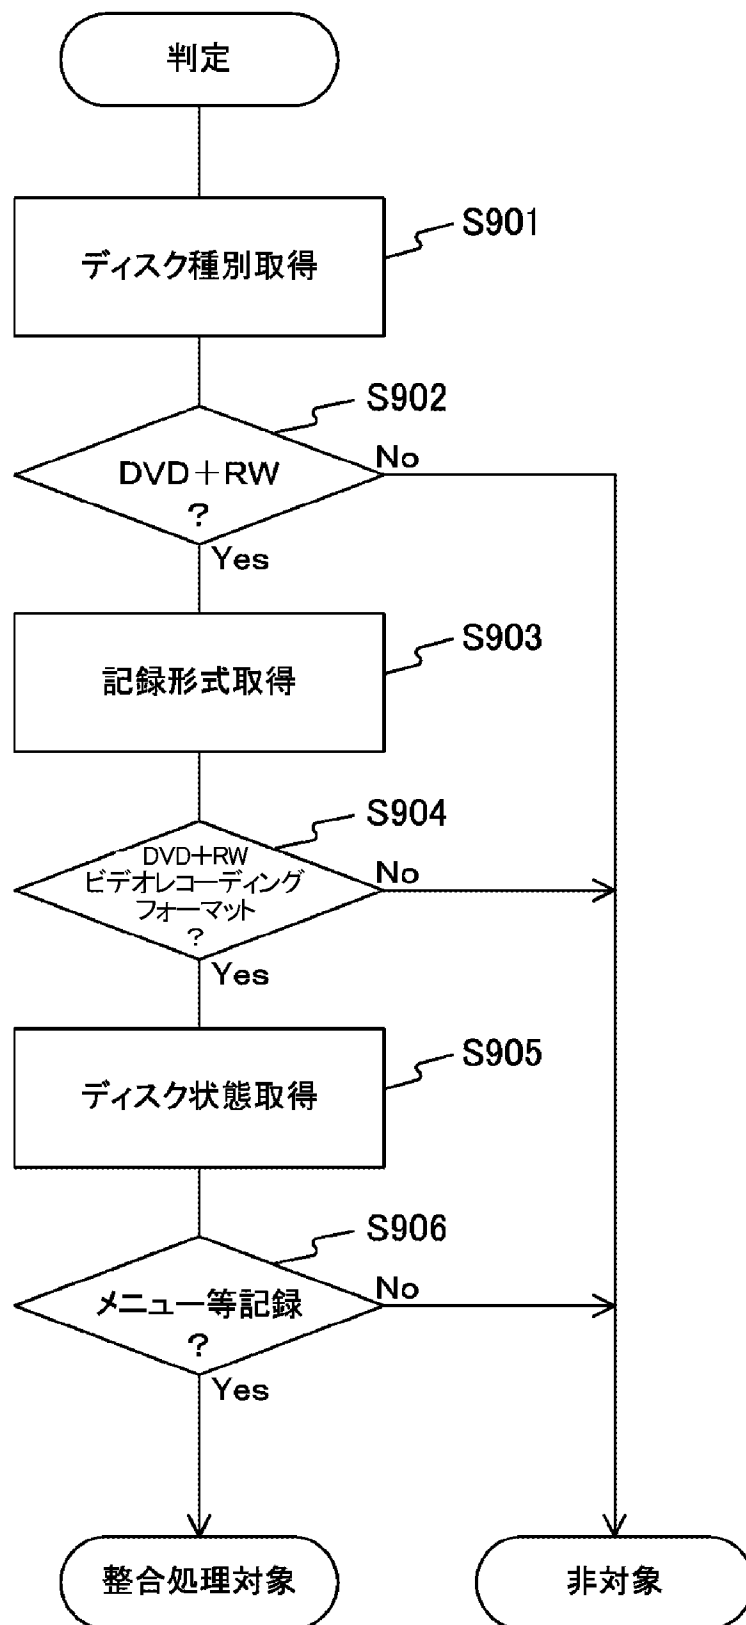 判定
S901
ディスク種別取得
S902
DVD+RW
?
No
Yes
S903
記録形式取得
S904
DVD+RW
ビデオレコーディング
フォーマット
?
No
Yes
S905
ディスク状態取得
S906
メニュー等記録
?
No
Yes
整合処理対象
非対象